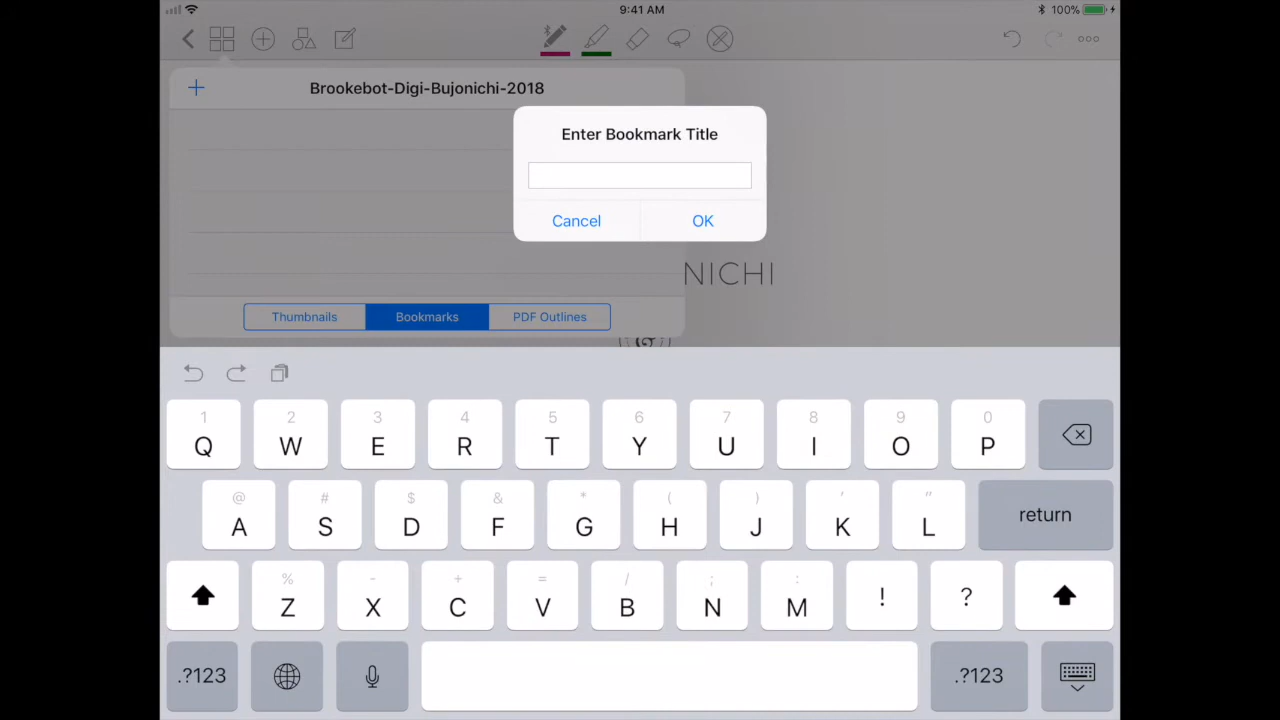 9:41 AM
100%
Brookebot-Digi-Bujonichi-2018
Enter Bookmark Title
Cancel OK
NICHI
Thumbnails Bookmarks PDF Outlines
1 2 3 4 5 6 7 8 9 0
Q W E R T Y U I O P
@ # $ & * ( ) ' "
A S D F G H J K L return
% - + = / ; :
Z X C V B N M ! ?
.?123 .?123